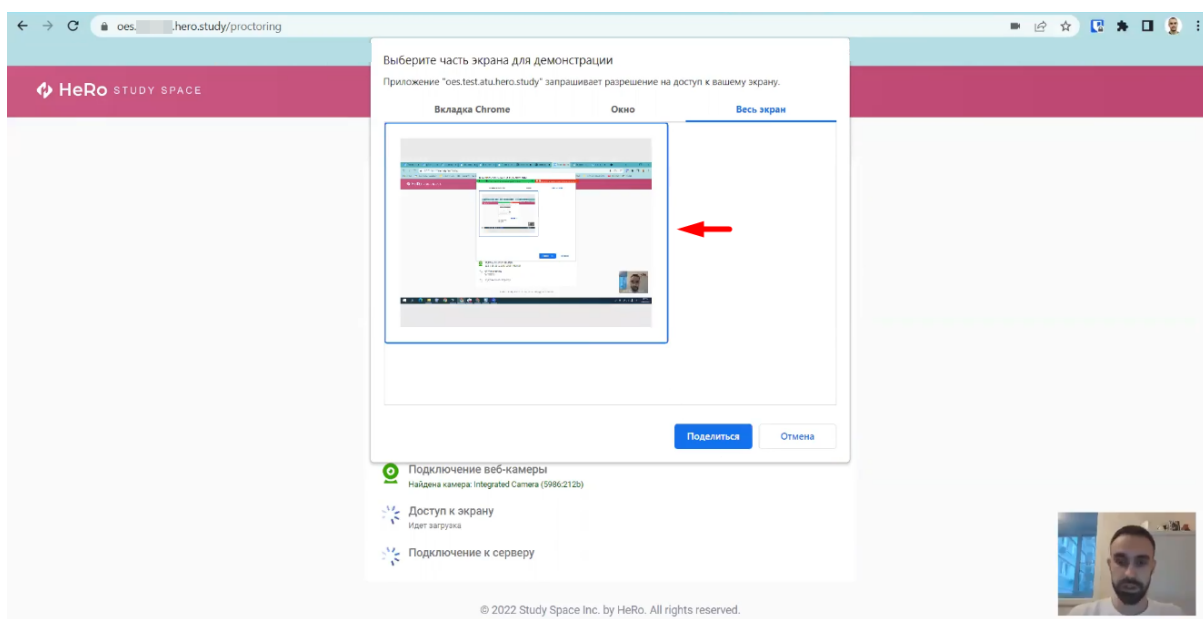 oes. .hero.study/proctoring
Выберите часть экрана для демонстрации
Приложение "oes.test.atu.hero.study" запрашивает разрешение на доступ к вашему экрану.
HeRo STUDY SPACE
Вкладка Chrome Окно Весь экран
Поделиться Отмена
Подключение веб-камеры
Найдена камера: Integrated Camera (5986:212b)
Доступ к экрану
Идет загрузка
Подключение к серверу
© 2022 Study Space Inc. by HeRo. All rights reserved.